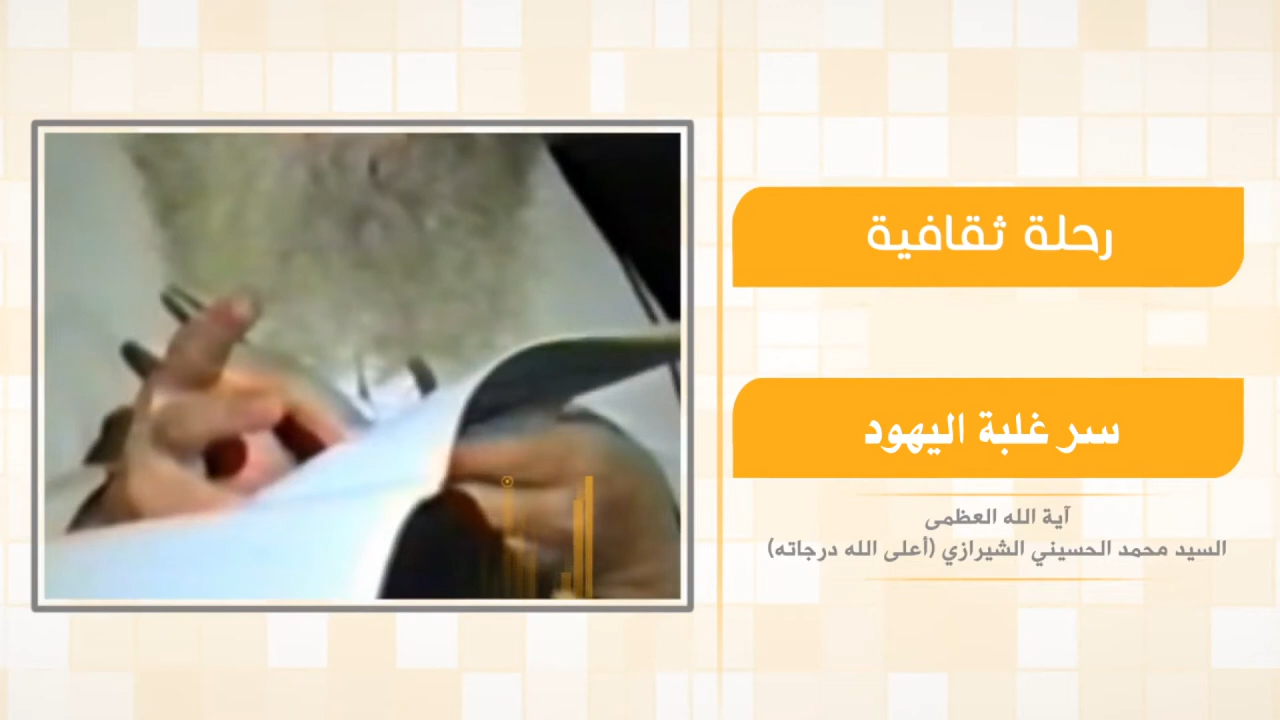 رحلة ثقافية
سر غلبة اليهود
آية الله العظمى
السيد محمد الحسيني الشيرازي (أعلى الله درجاته)